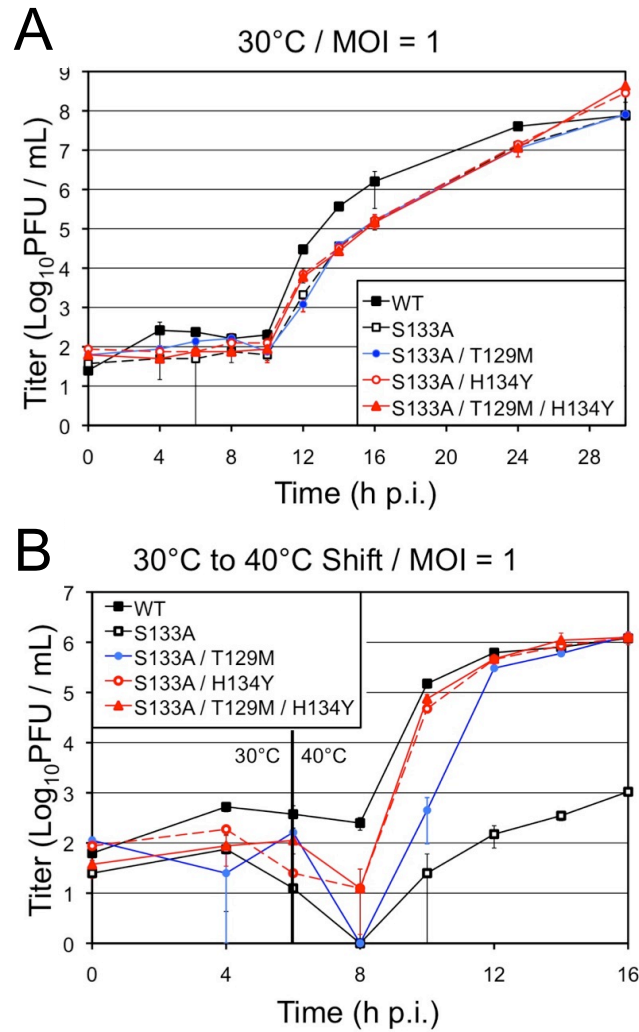 A
30°C / MOI = 1
Titer (Log10PFU / mL)
9
8
7
6
5
4
3
2
1
0
WT
S133A
S133A / T129M
S133A / H134Y
S133A / T129M / H134Y
0 4 8 12 16 20 24 28
Time (h p.i.)
B
30°C to 40°C Shift / MOI = 1
Titer (Log10PFU / mL)
7
6
5
4
3
2
1
0
WT
S133A
S133A / T129M
S133A / H134Y
S133A / T129M / H134Y
30°C 40°C
0 4 8 12 16
Time (h p.i.)